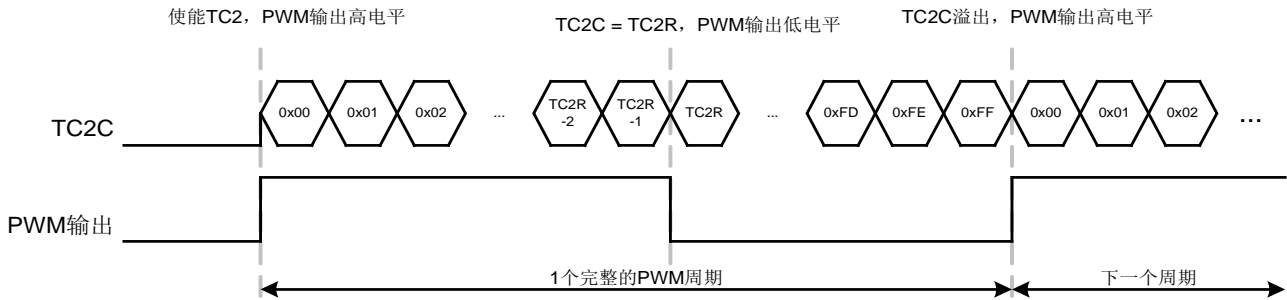 使能TC2，PWM输出高电平
TC2C = TC2R，PWM输出低电平
TC2C溢出，PWM输出高电平
TC2C
0x00
0x01
0x02
...
TC2R
-2
TC2R
-1
TC2R
...
0xFD
0xFE
0xFF
0x00
0x01
0x02
...
PWM输出
1个完整的PWM周期
下一个周期